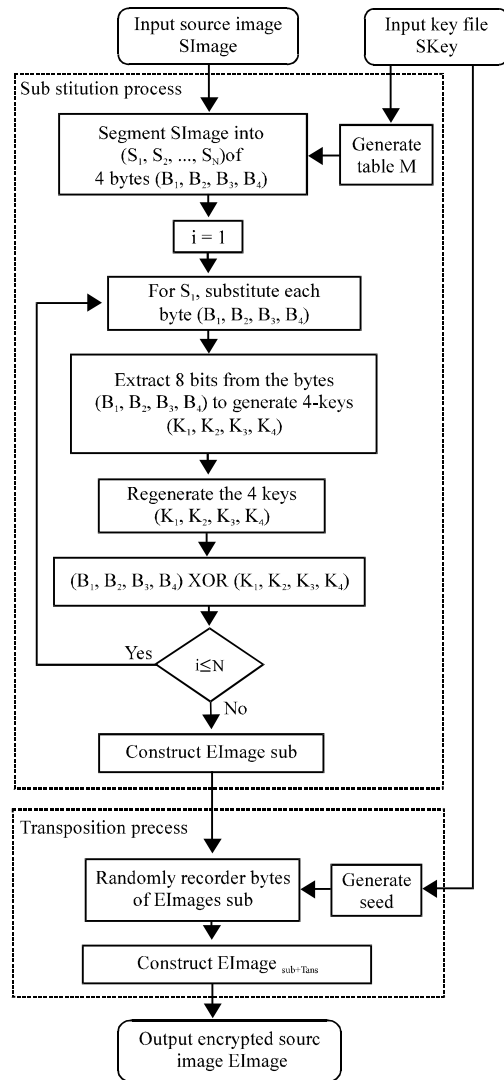 Input source image
SImage
Input key file
SKey
Sub stitution process
Segment SImage into
(S₁, S₂, ..., S_N)of
4 bytes (B₁, B₂, B₃, B₄)
Generate
table M
i = 1
For S₁, substitute each
byte (B₁, B₂, B₃, B₄)
Extract 8 bits from the bytes
(B₁, B₂, B₃, B₄) to generate 4-keys
(K₁, K₂, K₃, K₄)
Regenerate the 4 keys
(K₁, K₂, K₃, K₄)
(B₁, B₂, B₃, B₄) XOR (K₁, K₂, K₃, K₄)
Yes
i≤N
No
Construct EImage sub
Transposition precess
Randomly recorder bytes
of EImages sub
Generate
seed
Construct EImage sub+Tans
Output encrypted sourc
image EImage